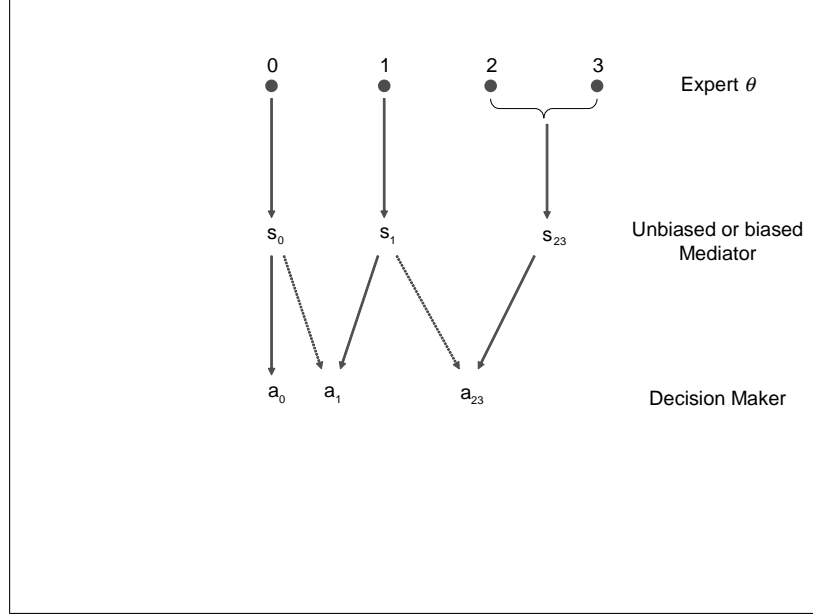 0 1 2 3
Expert θ
s₀ s₁ s₂₃
Unbiased or biased
Mediator
a₀ a₁ a₂₃
Decision Maker